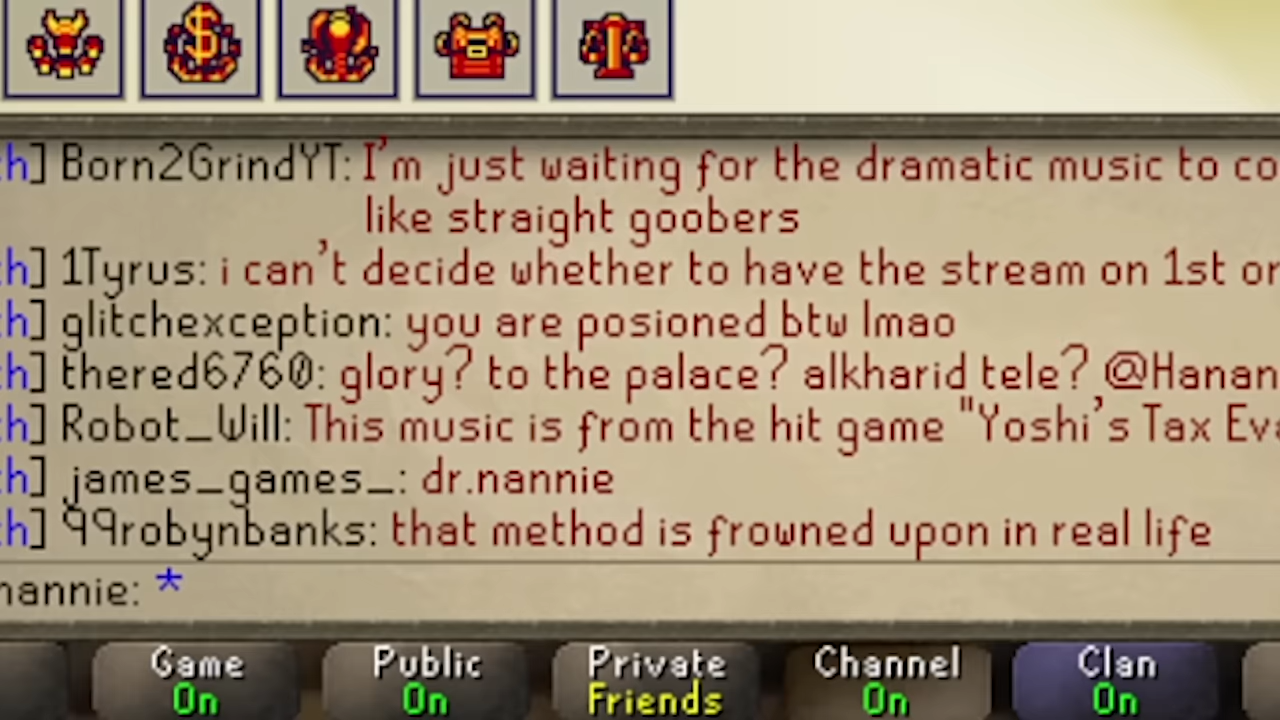 h] Born2GrindYT: I'm just waiting for the dramatic music to co
like straight goobers
h] 1Tyrus: i can't decide whether to have the stream on 1st or
h] glitchexception: you are posioned btw lmao
h] thered6760: glory? to the palace? alkharid tele? @Hanan
h] Robot_Will: This music is from the hit game "Yoshi's Tax Eva
h] james_games_: dr.nannie
h] 99robynbanks: that method is frowned upon in real life
nannie: *
Game Public Private Channel Clan
On On Friends On On